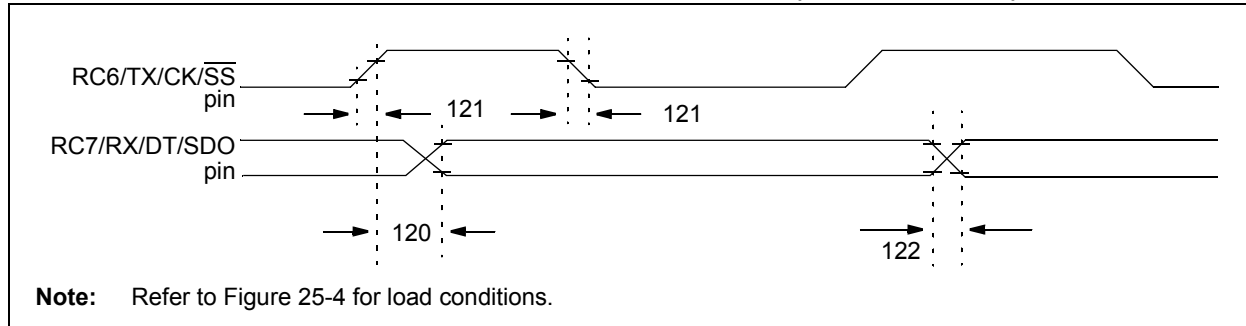 RC6/TX/CK/S̅S̅
pin
121
121
RC7/RX/DT/SDO
pin
120
122
Note: Refer to Figure 25-4 for load conditions.